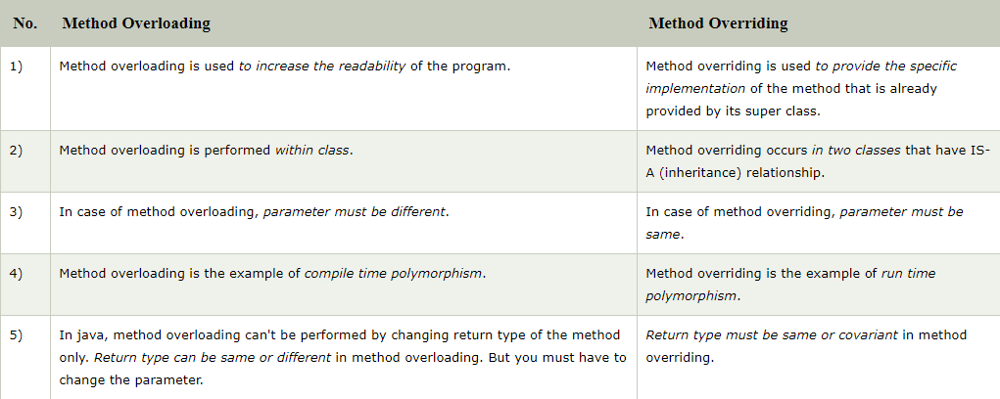 No. Method Overloading Method Overriding
1) Method overloading is used to increase the readability of the program. Method overriding is used to provide the specific
implementation of the method that is already
provided by its super class.
2) Method overloading is performed within class. Method overriding occurs in two classes that have IS-
A (inheritance) relationship.
3) In case of method overloading, parameter must be different. In case of method overriding, parameter must be
same.
4) Method overloading is the example of compile time polymorphism. Method overriding is the example of run time
polymorphism.
5) In java, method overloading can't be performed by changing return type of the method
only. Return type can be same or different in method overloading. But you must have to
change the parameter.
Return type must be same or covariant in method
overriding.